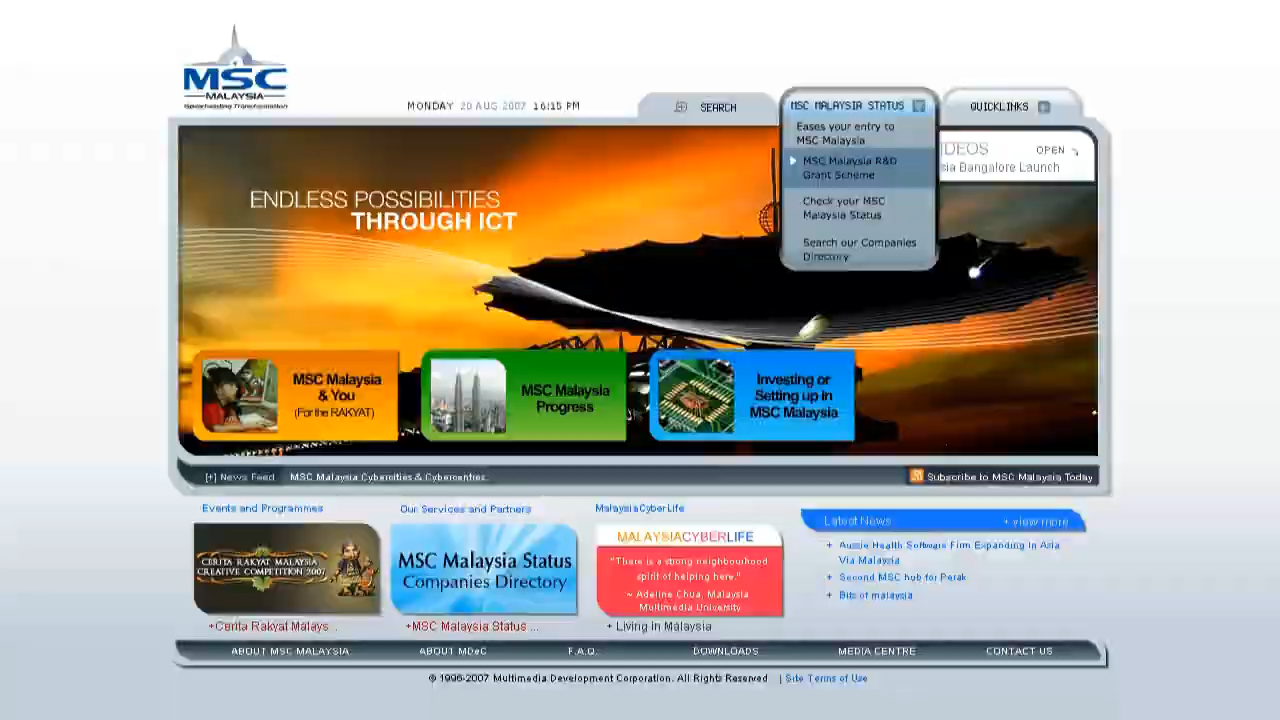 MSC
MALAYSIA
Spearheading Transformation
MONDAY 20 AUG 2007 16:15 PM
SEARCH
MSC MALAYSIA STATUS
QUICKLINKS
Eases your entry to
MSC Malaysia
MSC Malaysia R&D
Grant Scheme
Check your MSC
Malaysia Status
Search our Companies
Directory
IDEOS
OPEN
sia Bangalore Launch
ENDLESS POSSIBILITIES
THROUGH ICT
MSC Malaysia
& You
(For the RAKYAT)
MSC Malaysia
Progress
Investing or
Setting up in
MSC Malaysia
[+] News Feed MSC Malaysia Cybercities & Cybercentres.
Subscribe to MSC Malaysia Today
Events and Programmes
Our Services and Partners
MalaysiaCyberLife
CERITA RAKYAT MALAYSIA
CREATIVE COMPETITION 2007
+Cerita Rakyat Malays ...
MSC Malaysia Status
Companies Directory
+MSC Malaysia Status ...
MALAYSIACYBERLIFE
"There is a strong neighbourhood
spirit of helping here."
~ Adeline Chua, Malaysia
Multimedia University
+ Living in Malaysia
Latest News + view more
+ Aussie Health Software Firm Expanding In Asia
Via Malaysia
+ Second MSC hub for Perak
+ Bits of malaysia
ABOUT MSC MALAYSIA ABOUT MDeC F.A.Q. DOWNLOADS MEDIA CENTRE CONTACT US
© 1996-2007 Multimedia Development Corporation. All Rights Reserved | Site Terms of Use